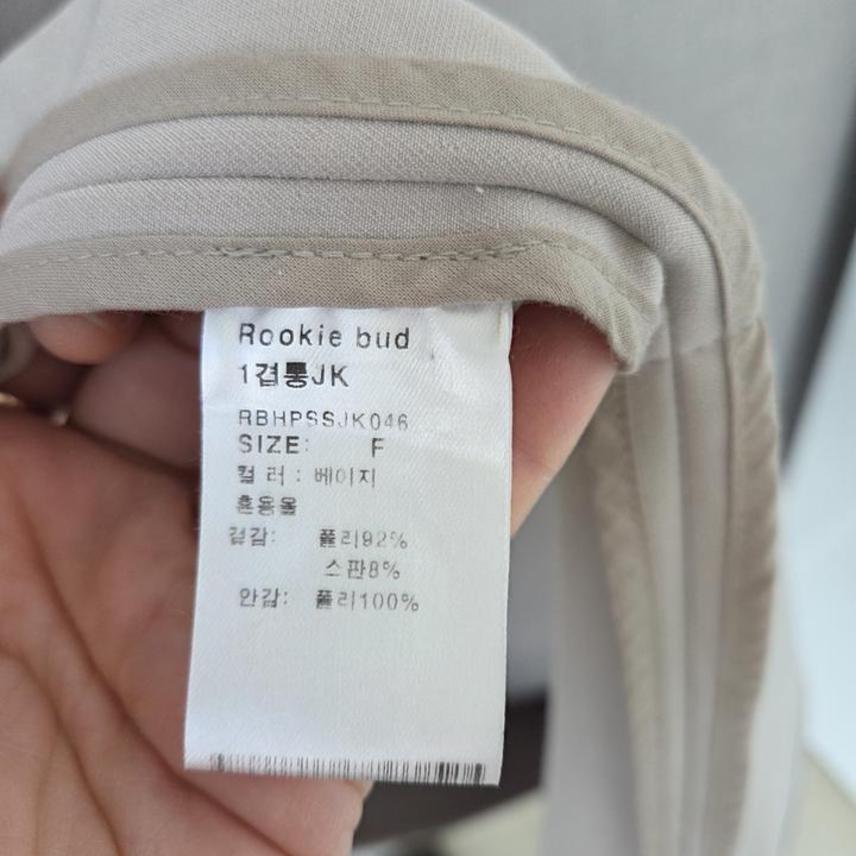 Rookie bud
1겹통JK
RBHPSSJK046
SIZE: F
컬 러 : 베이지
혼용율
겉감: 폴리92%
스판8%
안감: 폴리100%